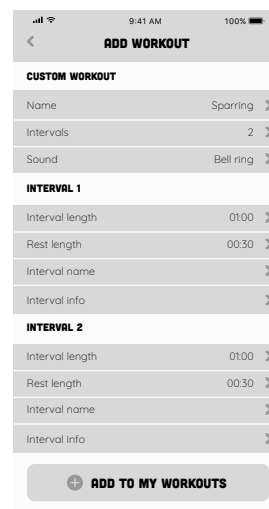 9:41 AM 100%
ADD WORKOUT
CUSTOM WORKOUT
Name Sparring
Intervals 2
Sound Bell ring
INTERVAL 1
Interval length 01:00
Rest length 00:30
Interval name
Interval info
INTERVAL 2
Interval length 01:00
Rest length 00:30
Interval name
Interval info
ADD TO MY WORKOUTS